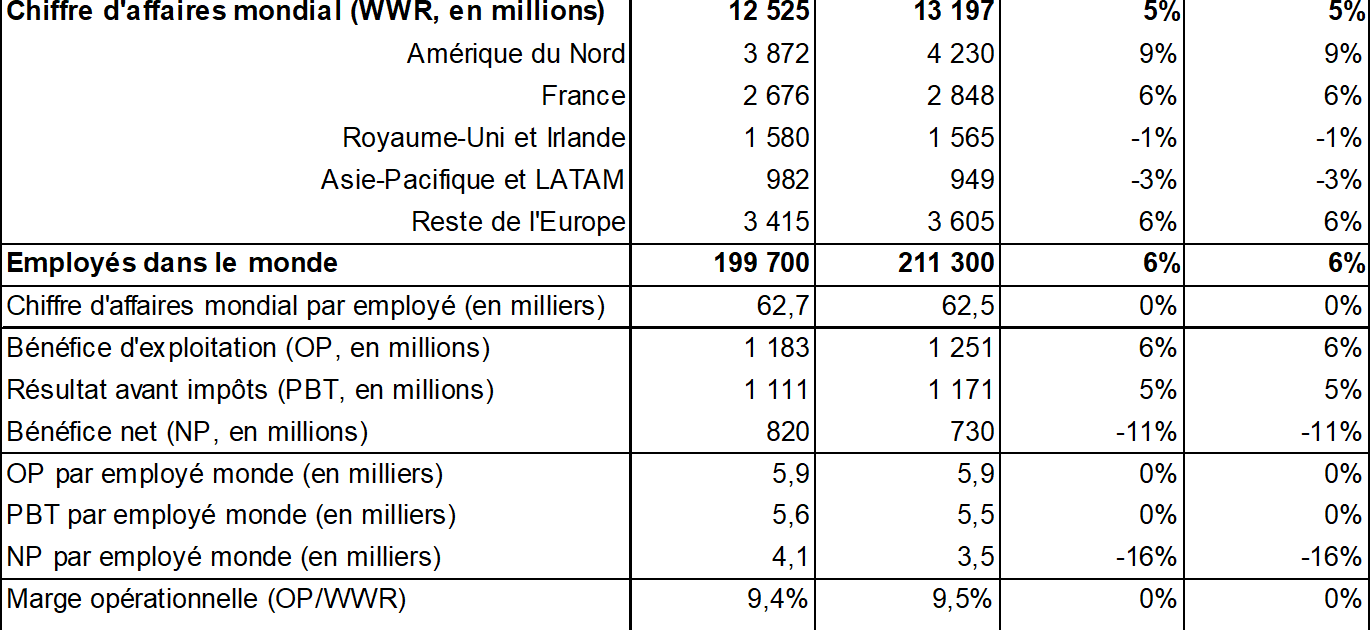 Chiffre d'affaires mondial (WWR, en millions) 12 525 13 197 5% 5%
Amérique du Nord 3 872 4 230 9% 9%
France 2 676 2 848 6% 6%
Royaume-Uni et Irlande 1 580 1 565 -1% -1%
Asie-Pacifique et LATAM 982 949 -3% -3%
Reste de l'Europe 3 415 3 605 6% 6%
Employés dans le monde 199 700 211 300 6% 6%
Chiffre d'affaires mondial par employé (en milliers) 62,7 62,5 0% 0%
Bénéfice d'exploitation (OP, en millions) 1 183 1 251 6% 6%
Résultat avant impôts (PBT, en millions) 1 111 1 171 5% 5%
Bénéfice net (NP, en millions) 820 730 -11% -11%
OP par employé monde (en milliers) 5,9 5,9 0% 0%
PBT par employé monde (en milliers) 5,6 5,5 0% 0%
NP par employé monde (en milliers) 4,1 3,5 -16% -16%
Marge opérationnelle (OP/WWR) 9,4% 9,5% 0% 0%